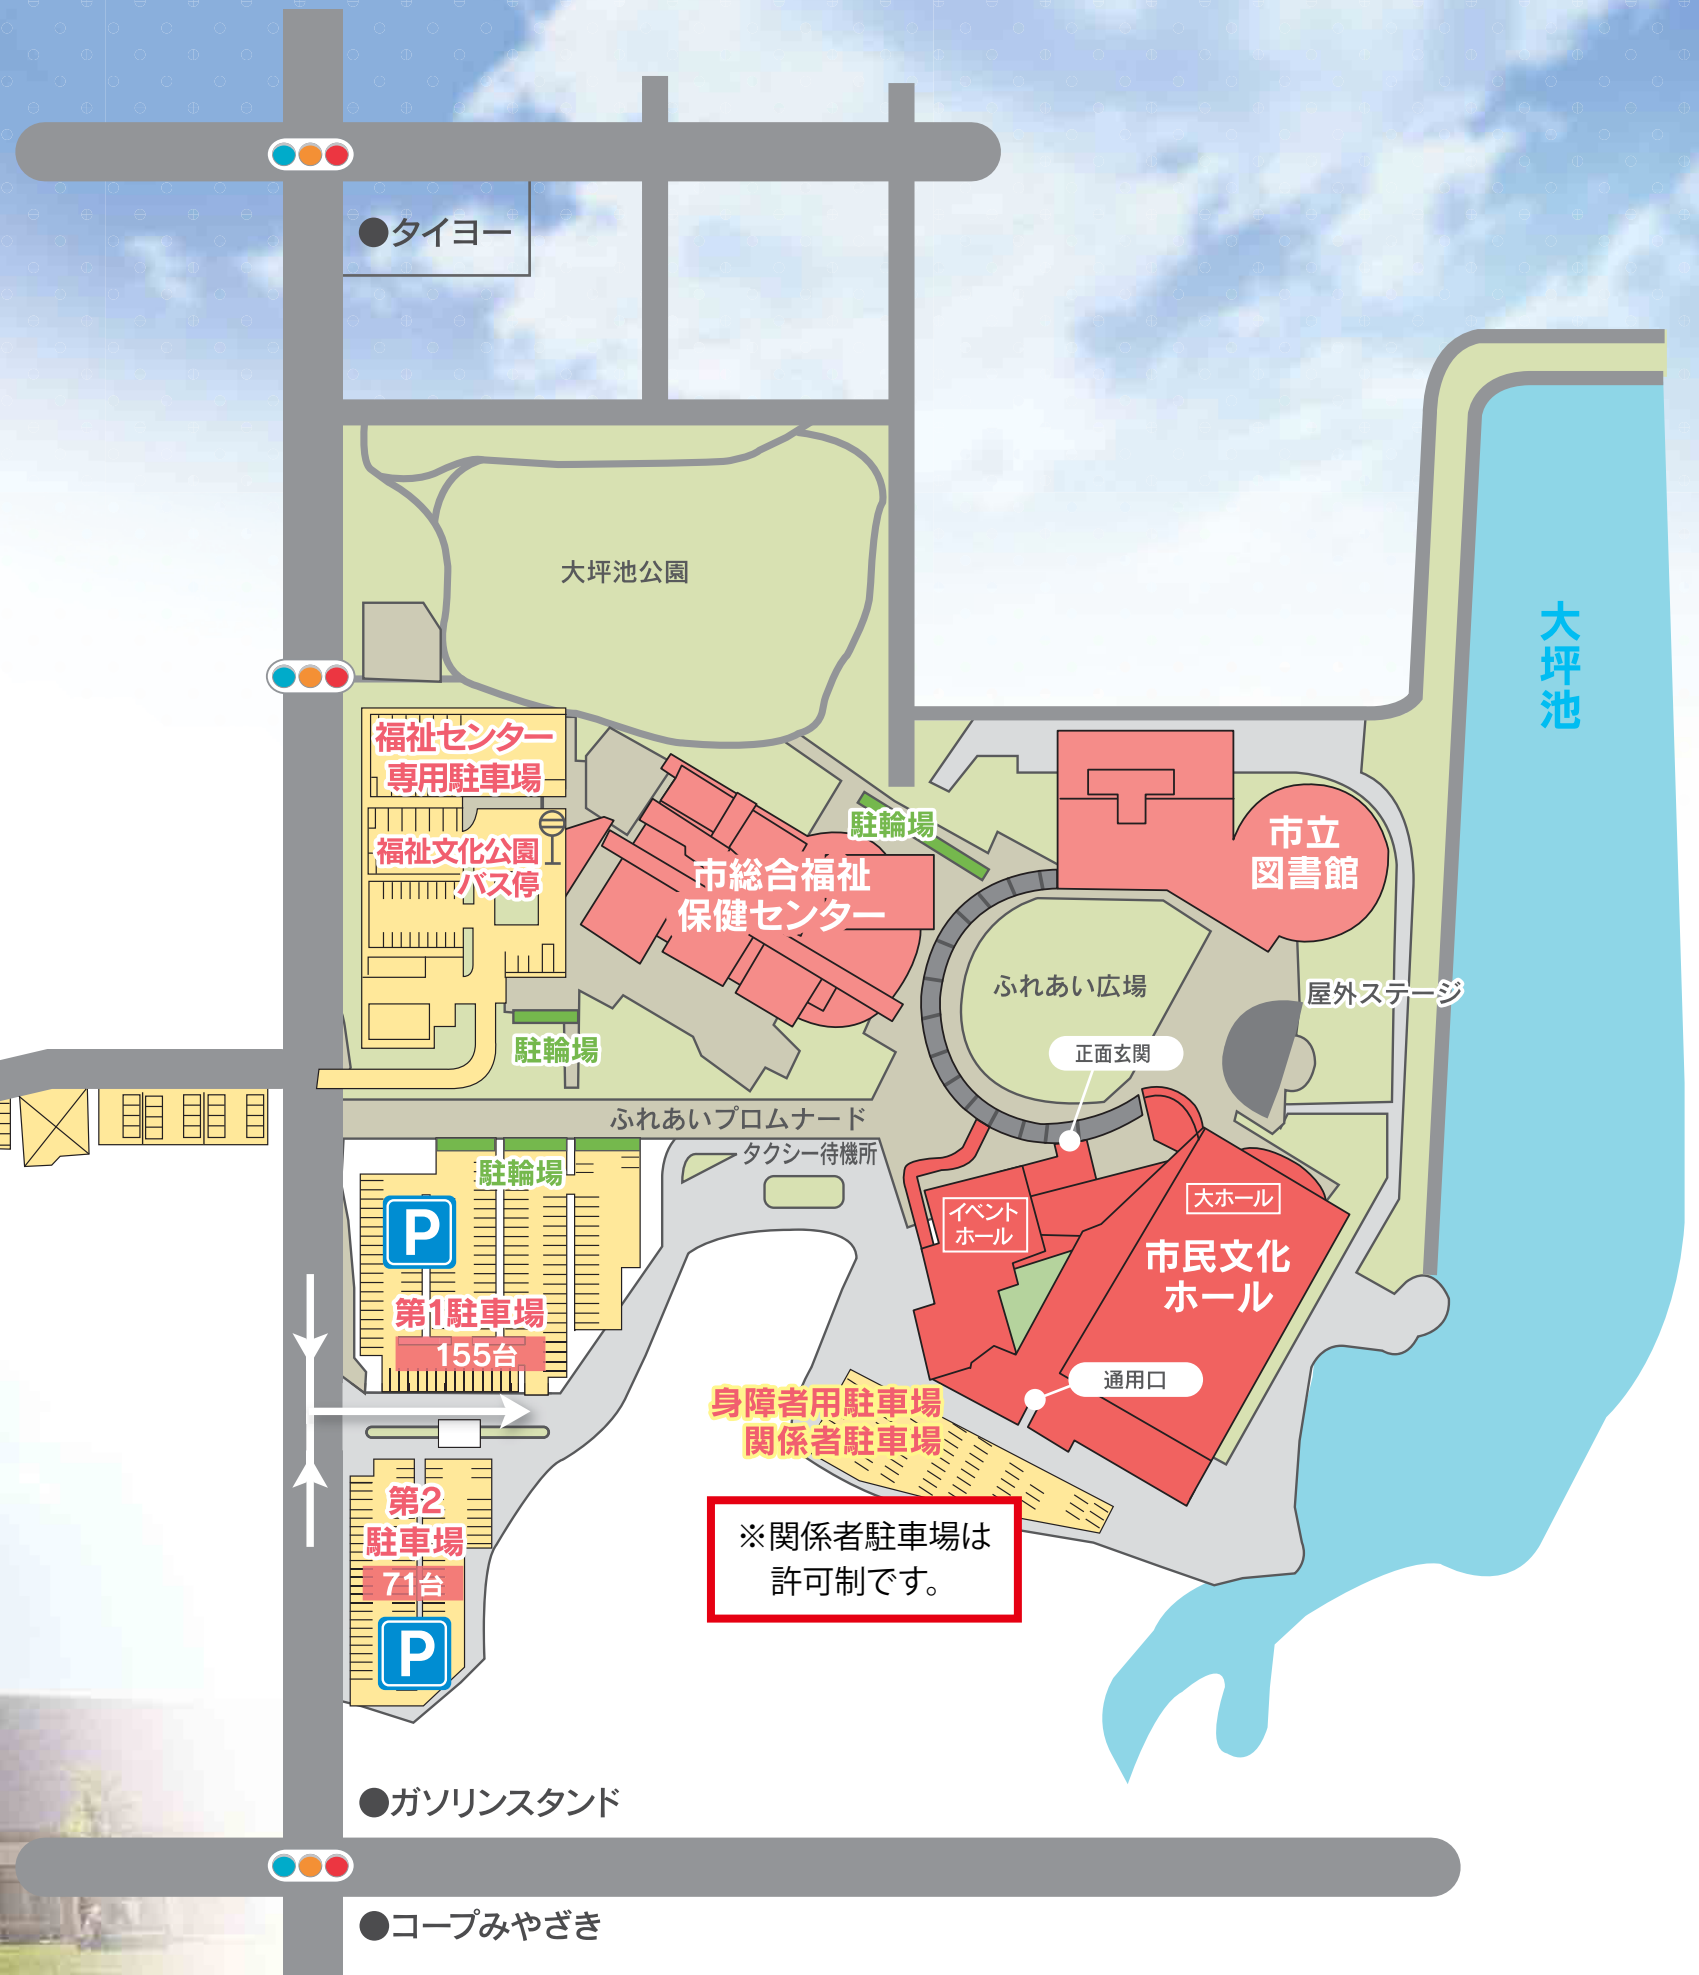 ●タイヨー
大坪池公園
大坪池
福祉センター
専用駐車場
福祉文化公園
バス停
駐輪場
市総合福祉
保健センター
市立
図書館
ふれあい広場
屋外ステージ
正面玄関
駐輪場
ふれあいプロムナード
タクシー待機所
駐輪場
P
第1駐車場
155台
イベント
ホール
大ホール
市民文化
ホール
通用口
身障者用駐車場
関係者駐車場
第2
駐車場
71台
P
※関係者駐車場は
許可制です。
●ガソリンスタンド
●コープみやざき